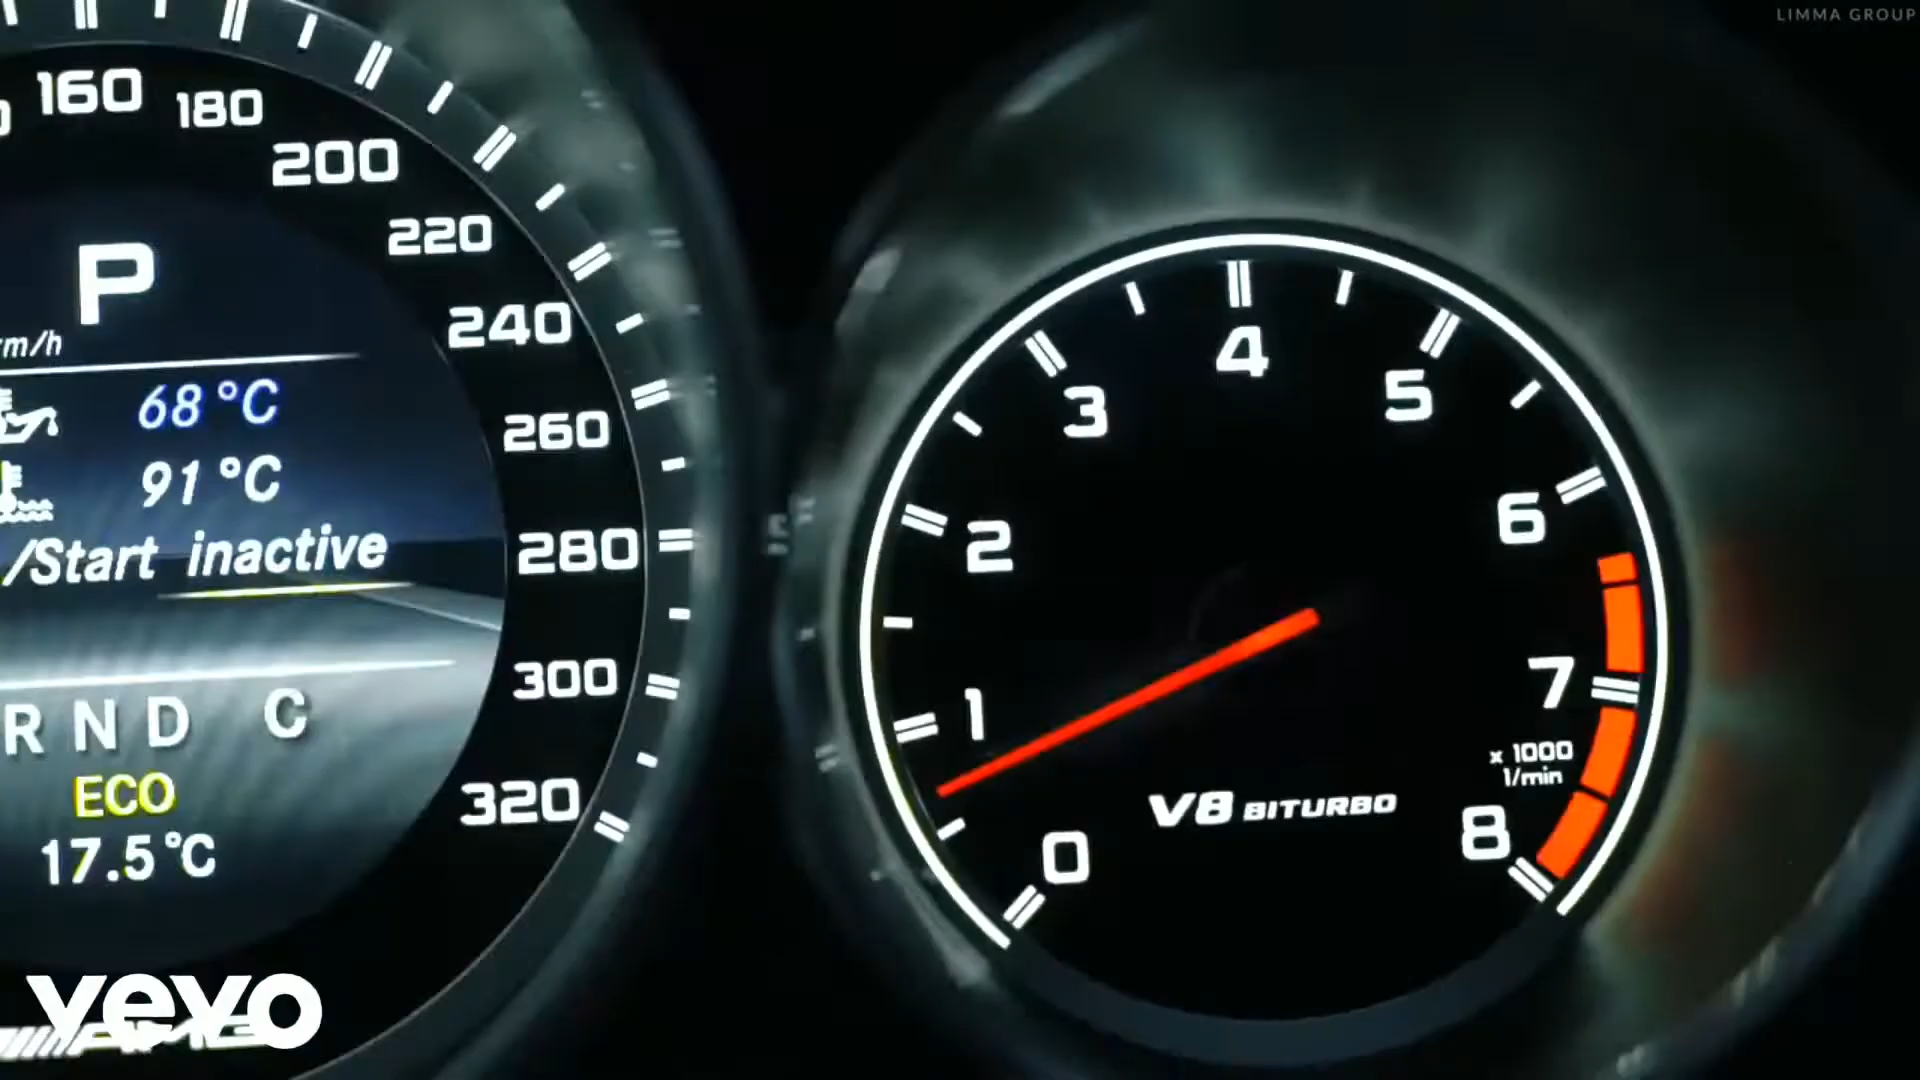 LIMMA GROUP
160
180
200
220
240
260
280
300
320
P
km/h
68 °C
91 °C
/Start inactive
R N D C
ECO
17.5 °C
0
1
2
3
4
5
6
7
8
x 1000
1/min
V8 BITURBO
AMG
vevo